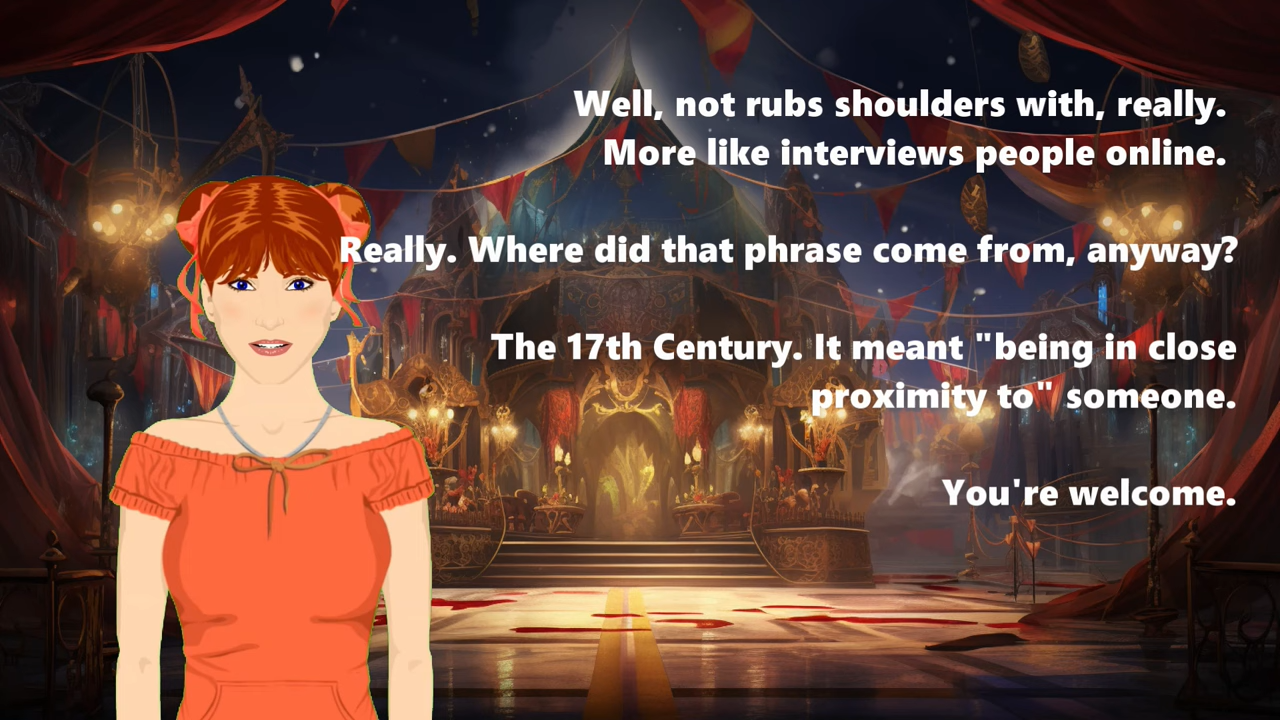 Well, not rubs shoulders with, really.
More like interviews people online.
Really. Where did that phrase come from, anyway?
The 17th Century. It meant "being in close
proximity to" someone.
You're welcome.